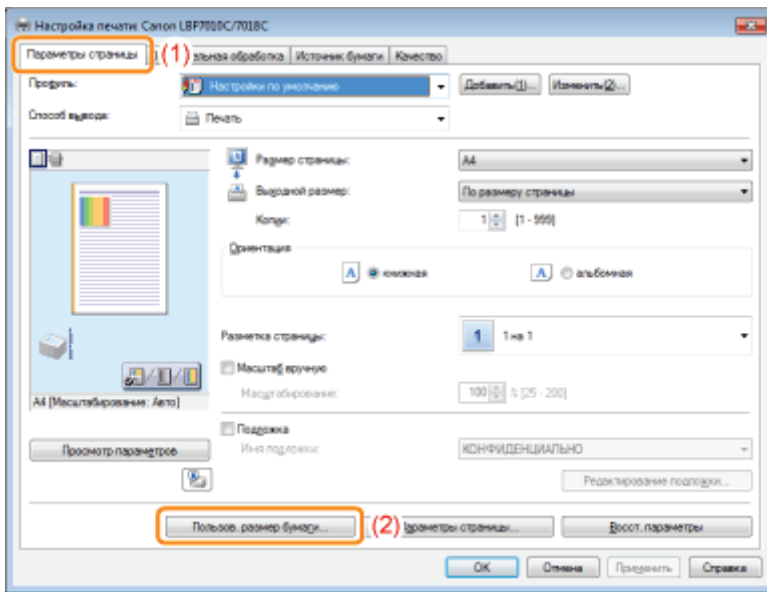 Настройка печати: Canon LBP7010C/7018C
Параметры страницы (1) альная обработка Источник бумаги Качество
Профиль: Настройки по умолчанию Добавить(1)... Изменить(2)...
Способ вывода: Печать
Размер страницы: A4
Выходной размер: По размеру страницы
Копии: 1 [1 - 999]
Ориентация
A книжная A альбомная
Разметка страницы: 1 1 на 1
Масштаб вручную
Масштабирование: 100 % [25 - 200]
A4 [Масштабирование: Авто]
Подложка
Просмотр параметров Имя подложки: КОНФИДЕНЦИАЛЬНО
Редактирование подложки...
Пользов. размер бумаги... (2) Параметры страницы... Восст. параметры
OK Отмена Применить Справка